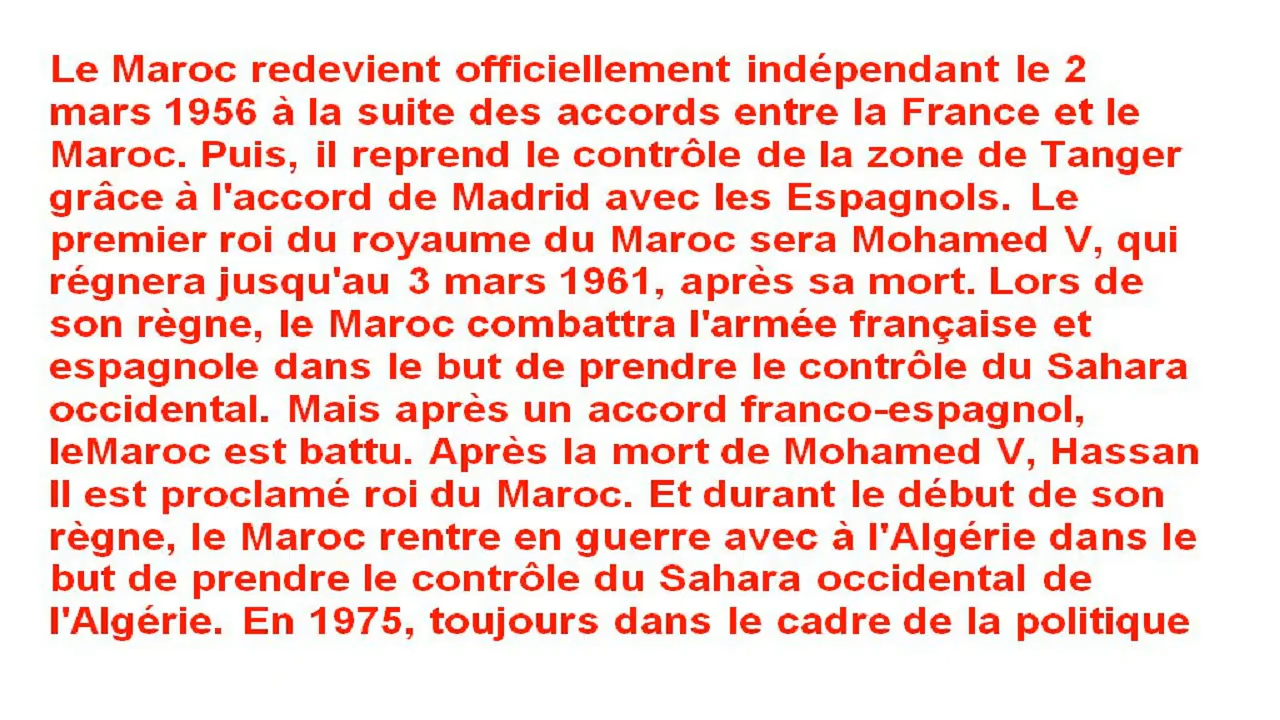 Le Maroc redevient officiellement indépendant le 2
mars 1956 à la suite des accords entre la France et le
Maroc. Puis, il reprend le contrôle de la zone de Tanger
grâce à l'accord de Madrid avec les Espagnols. Le
premier roi du royaume du Maroc sera Mohamed V, qui
régnera jusqu'au 3 mars 1961, après sa mort. Lors de
son règne, le Maroc combattra l'armée française et
espagnole dans le but de prendre le contrôle du Sahara
occidental. Mais après un accord franco-espagnol,
leMaroc est battu. Après la mort de Mohamed V, Hassan
II est proclamé roi du Maroc. Et durant le début de son
règne, le Maroc rentre en guerre avec à l'Algérie dans le
but de prendre le contrôle du Sahara occidental de
l'Algérie. En 1975, toujours dans le cadre de la politique